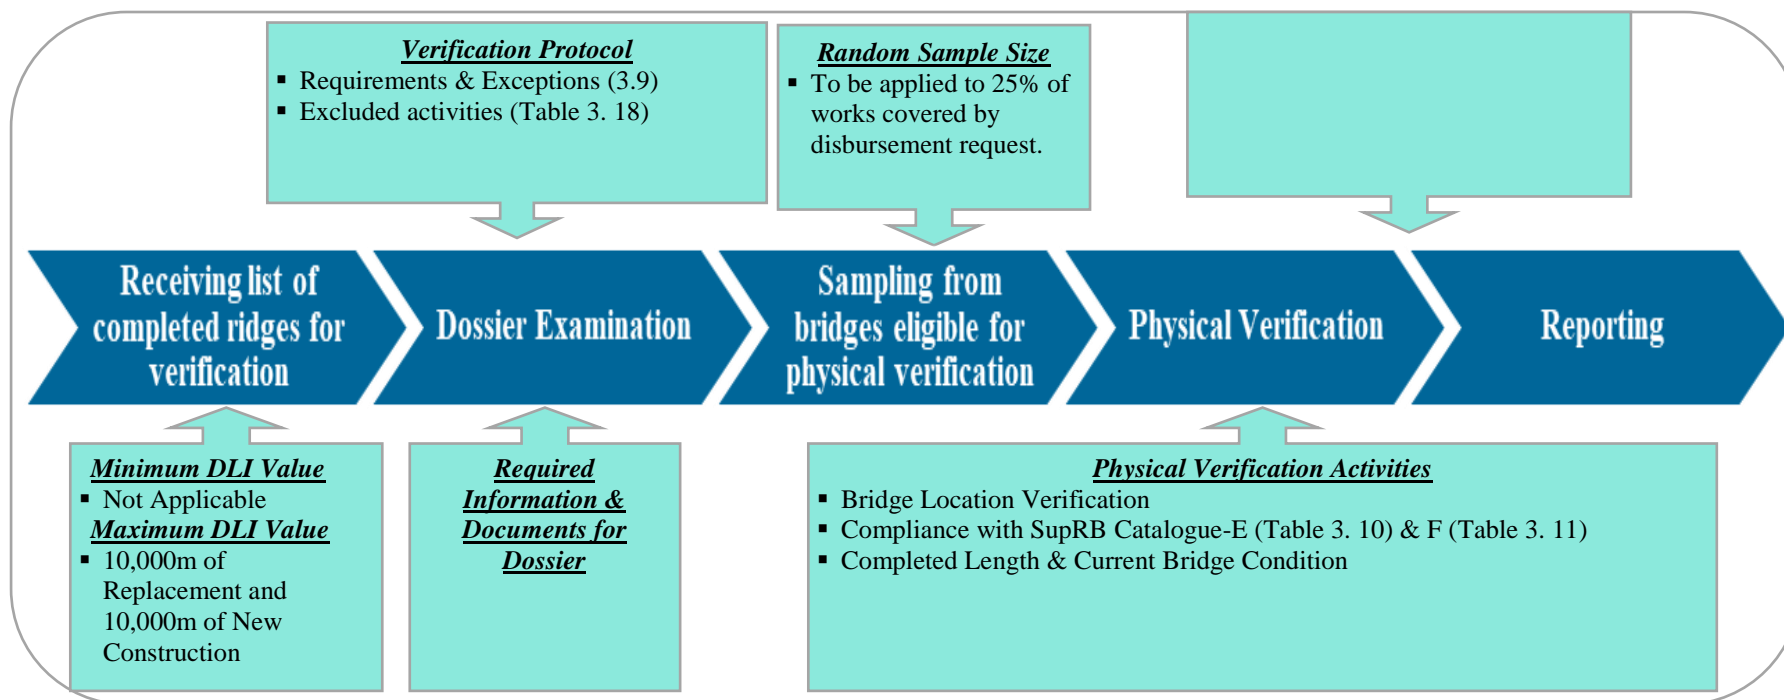 Verification Protocol
▪ Requirements & Exceptions (3.9)
▪ Excluded activities (Table 3. 18)
Random Sample Size
▪ To be applied to 25% of
works covered by
disbursement request.
Receiving list of
completed ridges for
verification
Dossier Examination
Sampling from
bridges eligible for
physical verification
Physical Verification
Reporting
Minimum DLI Value
▪ Not Applicable
Maximum DLI Value
▪ 10,000m of
Replacement and
10,000m of New
Construction
Required
Information &
Documents for
Dossier
Physical Verification Activities
▪ Bridge Location Verification
▪ Compliance with SupRB Catalogue-E (Table 3. 10) & F (Table 3. 11)
▪ Completed Length & Current Bridge Condition